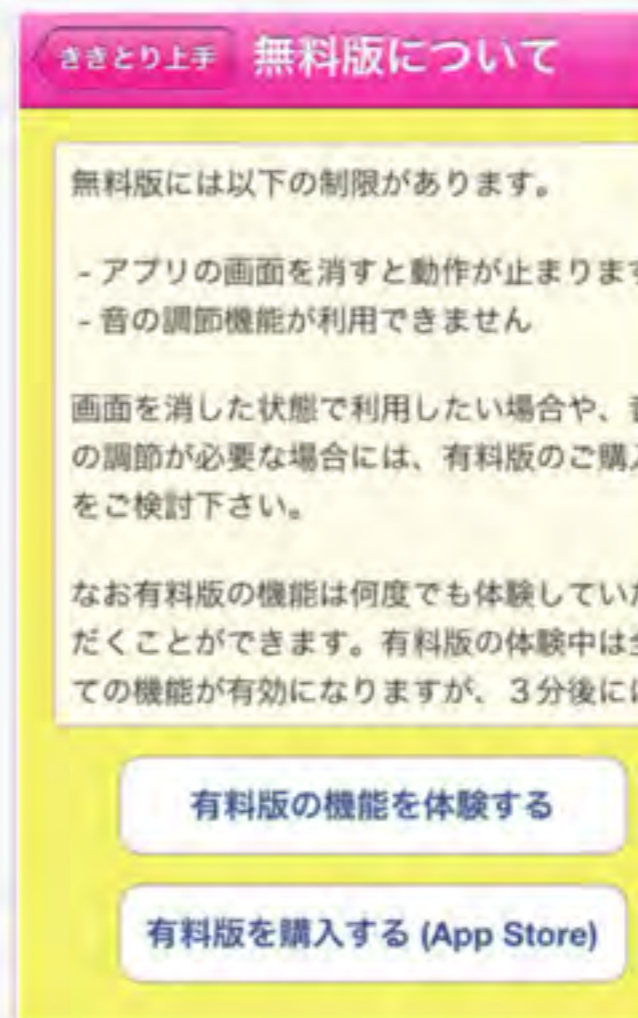 ききとり上手 無料版について
無料版には以下の制限があります。
- アプリの画面を消すと動作が止まります
- 音の調節機能が利用できません
画面を消した状態で利用したい場合や、
の調節が必要な場合には、有料版のご購
をご検討下さい。
なお有料版の機能は何度でも体験してい
だくことができます。有料版の体験中は
ての機能が有効になりますが、3分後に
有料版の機能を体験する
有料版を購入する (App Store)